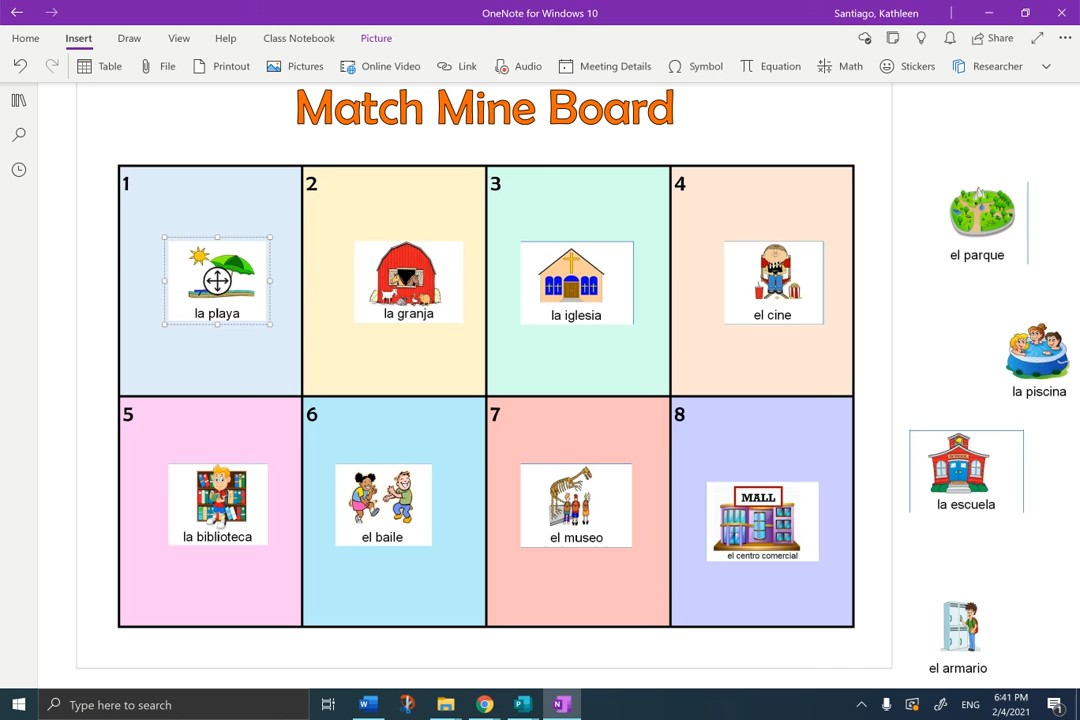 OneNote for Windows 10
Santiago, Kathleen
Home Insert Draw View Help Class Notebook Picture
Share
Table File Printout Pictures Online Video Link Audio Meeting Details Symbol Equation Math Stickers Researcher
Match Mine Board
1
la playa
2
la granja
3
la iglesia
4
el cine
5
la biblioteca
6
el baile
7
el museo
8
MALL
el centro comercial
el parque
la piscina
la escuela
el armario
Type here to search
ENG
6:41 PM
2/4/2021
1